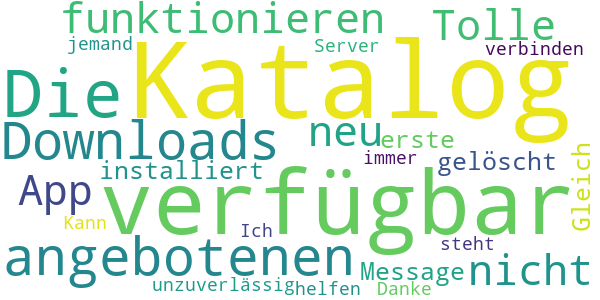 funktionieren Tolle
jemand Server verbinden
Katalog
Die
Downloads neu erste
immer gelöscht Gleich
installiert
App verfügbar
Kann Ich steht
angebotenen Message nicht
unzuverlässig helfen Danke